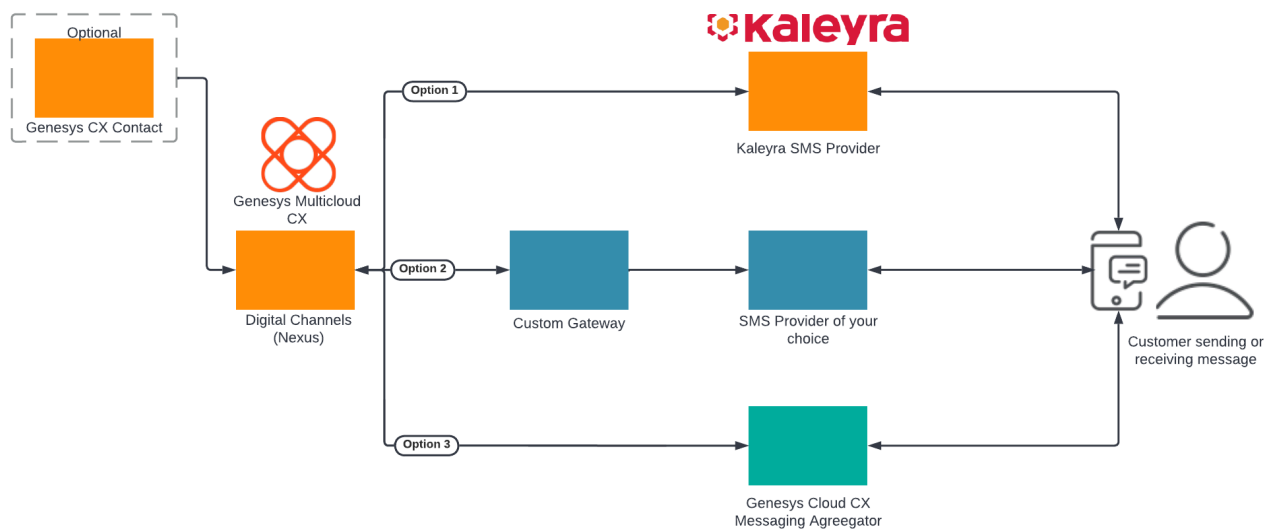 Optional
Genesys CX Contact
Kaleyra
Option 1
Kaleyra SMS Provider
Genesys Multicloud
CX
Option 2
Digital Channels
(Nexus)
Custom Gateway
SMS Provider of your
choice
Customer sending or
receiving message
Option 3
Genesys Cloud CX
Messaging Agreegator